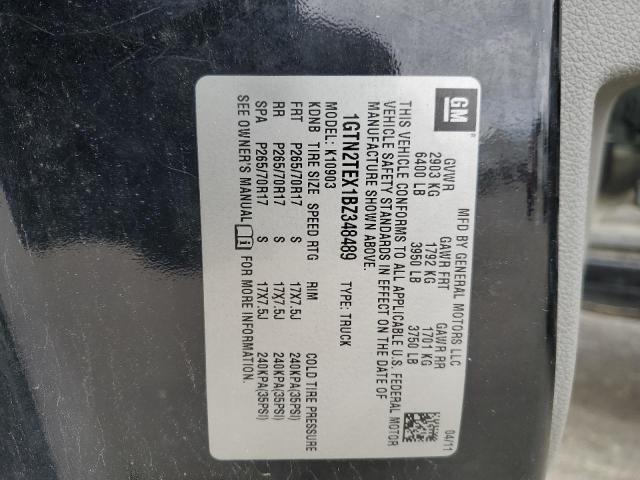 GM
MFD BY GENERAL MOTORS LLC 04/11
GVWR GAWR FRT GAWR RR
2903 KG 1792 KG 1701 KG
6400 LB 3950 LB 3750 LB
THIS VEHICLE CONFORMS TO ALL APPLICABLE U.S. FEDERAL MOTOR
VEHICLE SAFETY STANDARDS IN EFFECT ON THE DATE OF
MANUFACTURE SHOWN ABOVE.
1GTN2TEX1BZ348489 TYPE: TRUCK
MODEL: K10903
KDNB TIRE SIZE SPEED RTG RIM COLD TIRE PRESSURE
FRT P265/70R17 S 17X7.5J 240KPA(35PSI)
RR P265/70R17 S 17X7.5J 240KPA(35PSI)
SPA P265/70R17 S 17X7.5J 240KPA(35PSI)
SEE OWNER'S MANUAL FOR MORE INFORMATION.